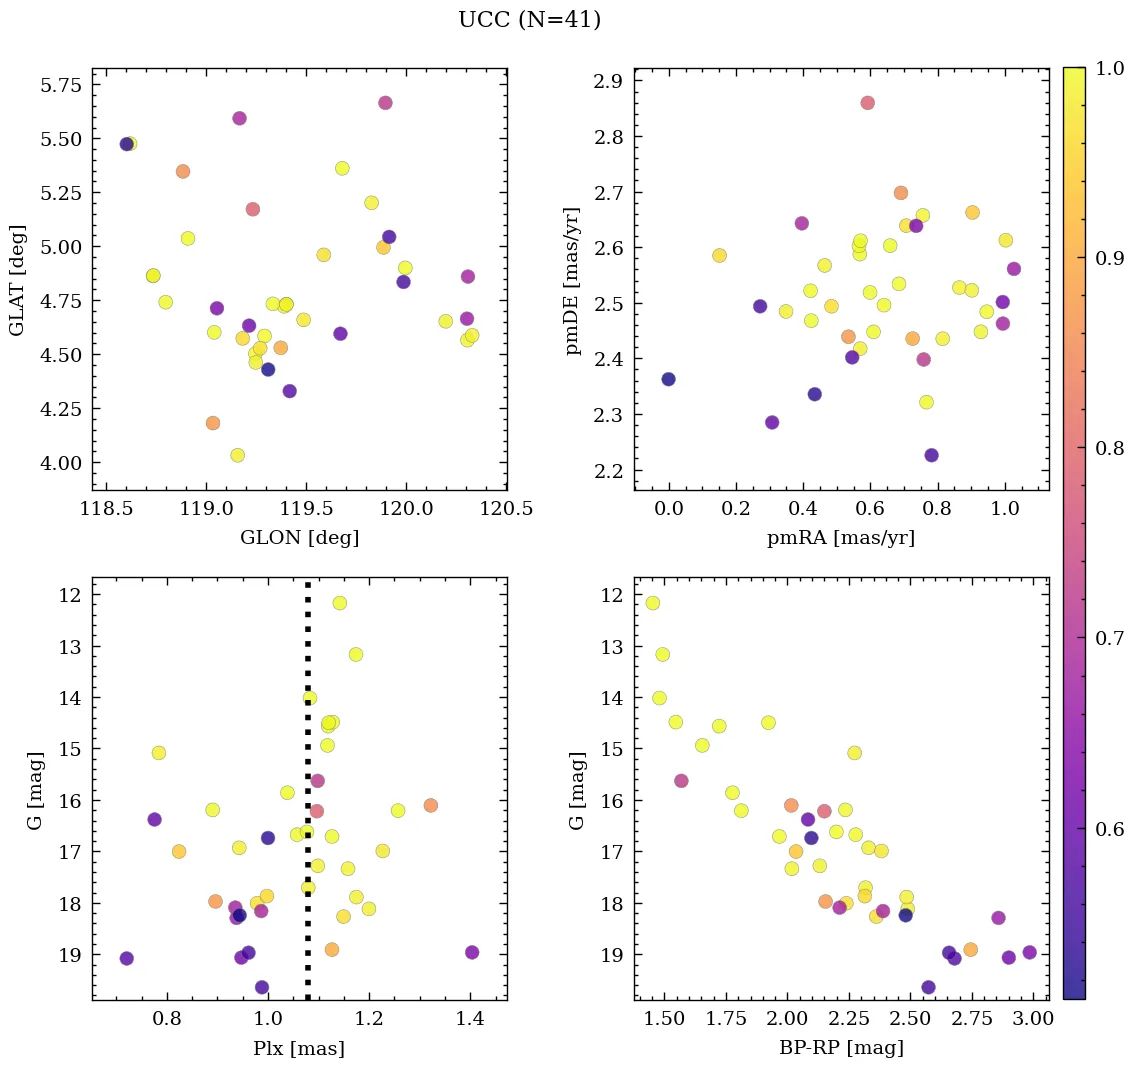 UCC (N=41)
5.75
5.50
5.25
5.00
4.75
4.50
4.25
4.00
GLAT [deg]
118.5 119.0 119.5 120.0 120.5
GLON [deg]
2.9
2.8
2.7
2.6
2.5
2.4
2.3
2.2
pmDE [mas/yr]
0.0 0.2 0.4 0.6 0.8 1.0
pmRA [mas/yr]
12
13
14
15
16
17
18
19
G [mag]
0.8 1.0 1.2 1.4
Plx [mas]
12
13
14
15
16
17
18
19
G [mag]
1.50 1.75 2.00 2.25 2.50 2.75 3.00
BP-RP [mag]
1.0
0.9
0.8
0.7
0.6